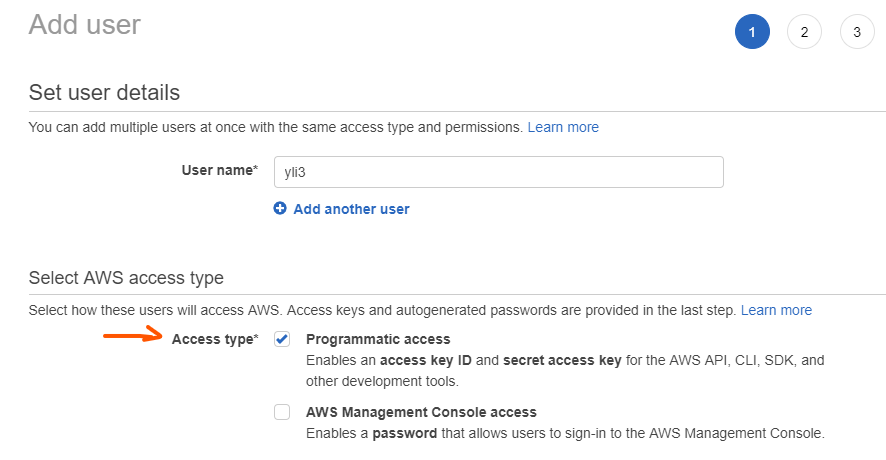 Add user
1 2 3
Set user details
You can add multiple users at once with the same access type and permissions. Learn more
User name* yli3
Add another user
Select AWS access type
Select how these users will access AWS. Access keys and autogenerated passwords are provided in the last step. Learn more
Access type* Programmatic access
Enables an access key ID and secret access key for the AWS API, CLI, SDK, and
other development tools.
AWS Management Console access
Enables a password that allows users to sign-in to the AWS Management Console.